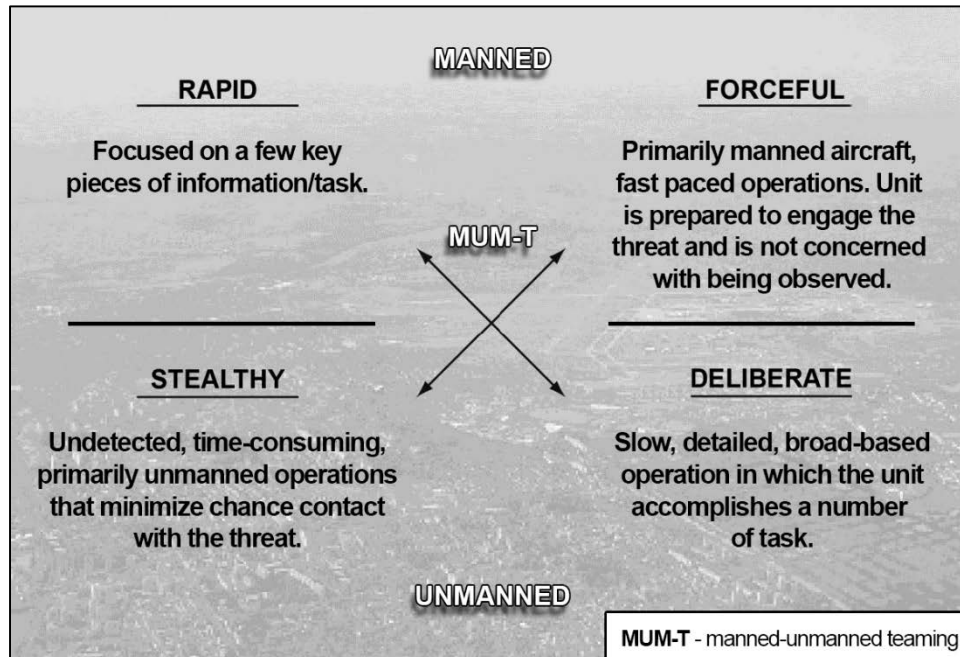 MANNED
RAPID
Focused on a few key
pieces of information/task.
FORCEFUL
Primarily manned aircraft,
fast paced operations. Unit
is prepared to engage the
threat and is not concerned
with being observed.
MUM-T
STEALTHY
Undetected, time-consuming,
primarily unmanned operations
that minimize chance contact
with the threat.
DELIBERATE
Slow, detailed, broad-based
operation in which the unit
accomplishes a number
of task.
UNMANNED
MUM-T - manned-unmanned teaming